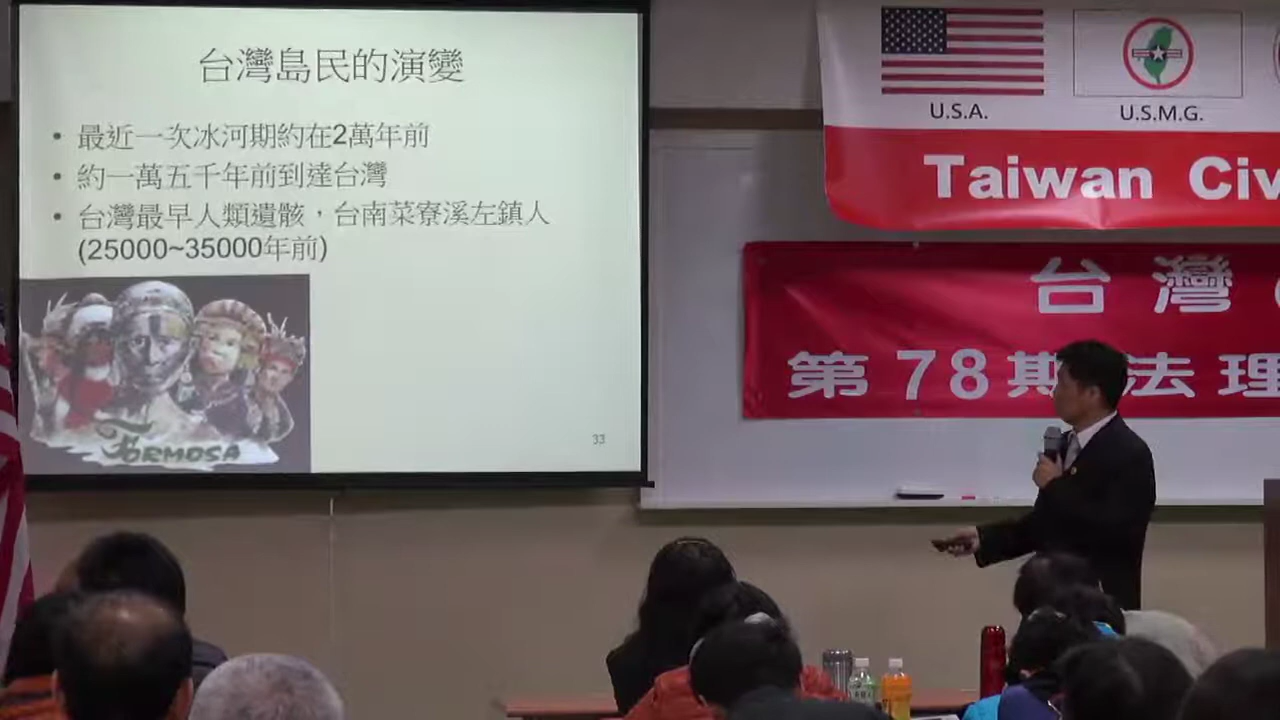 台灣島民的演變
• 最近一次冰河期約在2萬年前
• 約一萬五千年前到達台灣
• 台灣最早人類遺骸，台南菜寮溪左鎮人
(25000~35000年前)
FORMOSA
33
U.S.A.
U.S.M.G.
Taiwan Civ
台灣
第78期法理